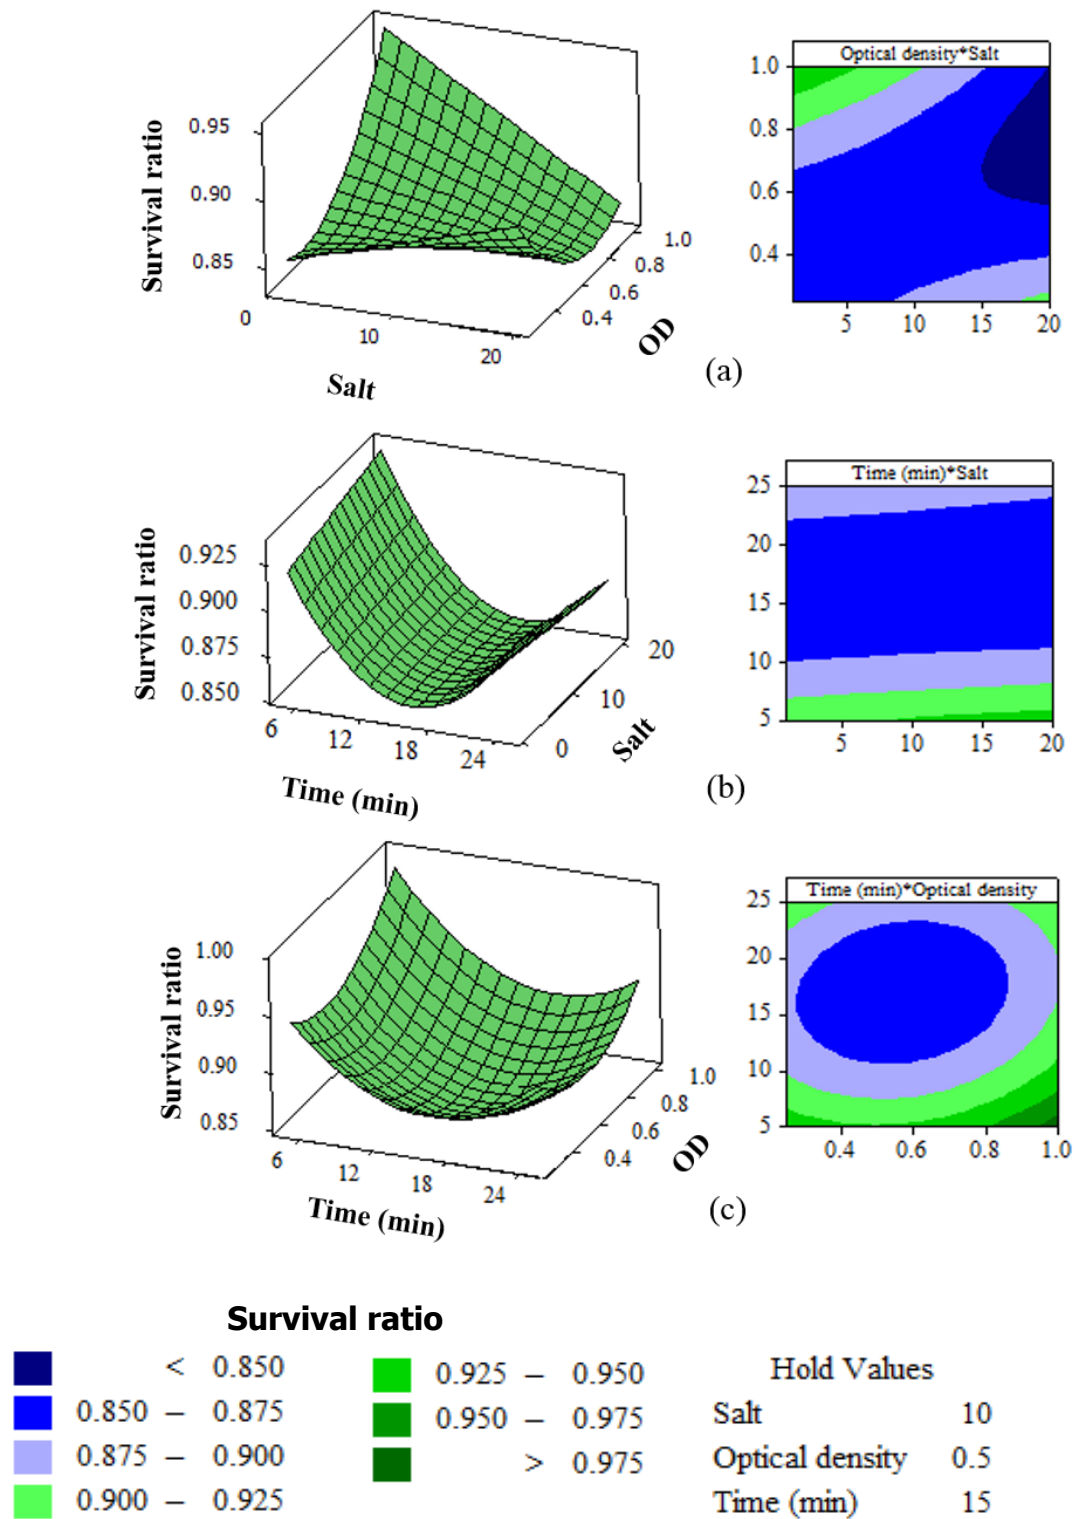 0.95
0.90
0.85
Survival ratio
0
10
20
Salt
0.4
0.6
0.8
1.0
OD
Optical density*Salt
1.0
0.8
0.6
0.4
5 10 15 20
(a)
0.925
0.900
0.875
0.850
Survival ratio
6
12
18
24
Time (min)
0
10
20
Salt
Time (min)*Salt
25
20
15
10
5
5 10 15 20
(b)
1.00
0.95
0.90
0.85
Survival ratio
6
12
18
24
Time (min)
0.4
0.6
0.8
1.0
OD
Time (min)*Optical density
25
20
15
10
5
0.4 0.6 0.8 1.0
(c)
Survival ratio
< 0.850
0.850 – 0.875
0.875 – 0.900
0.900 – 0.925
0.925 – 0.950
0.950 – 0.975
> 0.975
Hold Values
Salt 10
Optical density 0.5
Time (min) 15